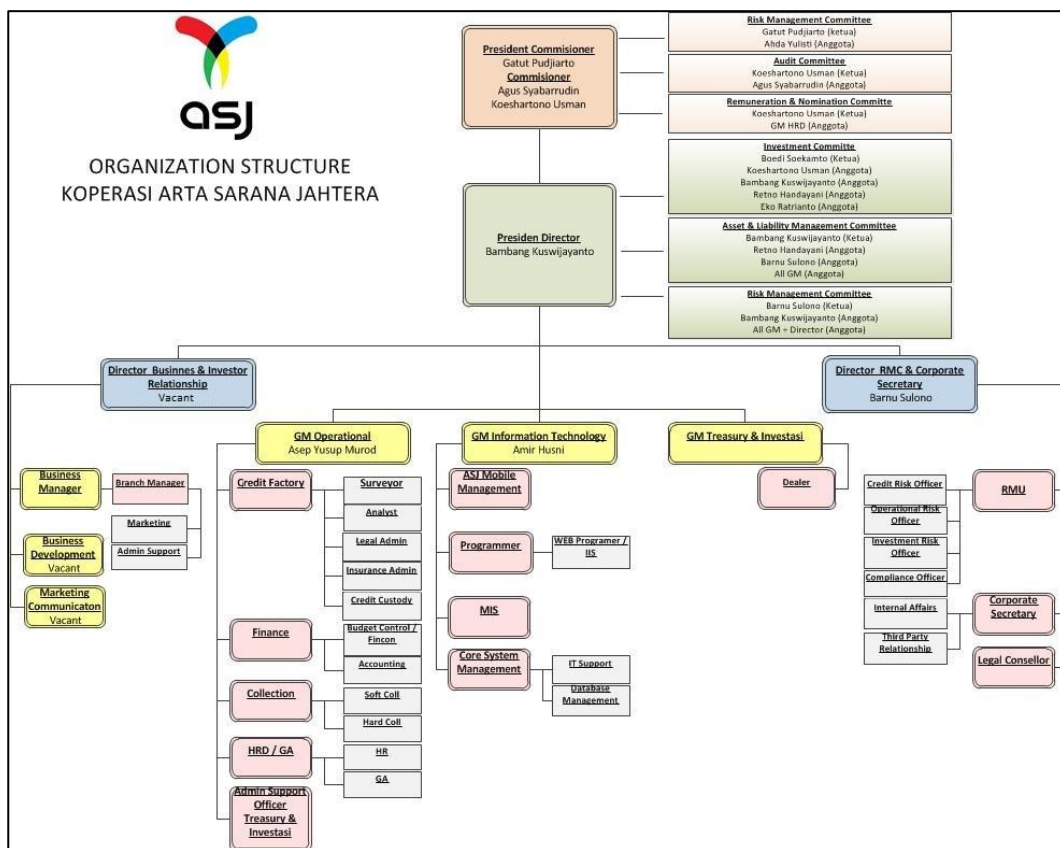 asj
ORGANIZATION STRUCTURE
KOPERASI ARTA SARANA JAHTERA
President Commisioner
Gatut Pudjiarto
Commisioner
Agus Syabarrudin
Koeshartono Usman
Risk Management Committee
Gatut Pudjiarto (ketua)
Ahda Yulisti (Anggota)
Audit Committee
Koeshartono Usman (Ketua)
Agus Syabarrudin (Anggota)
Remuneration & Nomination Committe
Koeshartono Usman (Ketua)
GM HRD (Anggota)
Investment Committe
Boedi Soekamto (Ketua)
Koeshartono Usman (Anggota)
Bambang Kuswijayanto (Anggota)
Retno Handayani (Anggota)
Eko Ratrianto (Anggota)
Presiden Director
Bambang Kuswijayanto
Asset & Liability Management Committee
Bambang Kuswijayanto (Ketua)
Retno Handayani (Anggota)
Barnu Sulono (Anggota)
All GM (Anggota)
Risk Management Committee
Barnu Sulono (Ketua)
Bambang Kuswijayanto (Anggota)
All GM + Director (Anggota)
Director Businnes & Investor
Relationship
Vacant
Director RMC & Corporate
Secretary
Barnu Sulono
GM Operational
Asep Yusup Murod
GM Information Technology
Amir Husni
GM Treasury & Investasi
Business
Manager
Branch Manager
Marketing
Admin Support
Business
Development
Vacant
Marketing
Communicaton
Vacant
Credit Factory
Surveyor
Analyst
Legal Admin
Insurance Admin
Credit Custody
Finance
Budget Control /
Fincon
Accounting
Collection
Soft Coll
Hard Coll
HRD / GA
HR
GA
Admin Support
Officer
Treasury &
Investasi
ASJ Mobile
Management
Programmer
WEB Programer /
IIS
MIS
Core System
Management
IT Support
Database
Management
Dealer
Credit Risk Officer
Operational Risk
Officer
Investment Risk
Officer
Compliance Officer
RMU
Internal Affairs
Third Party
Relationship
Corporate
Secretary
Legal Consellor